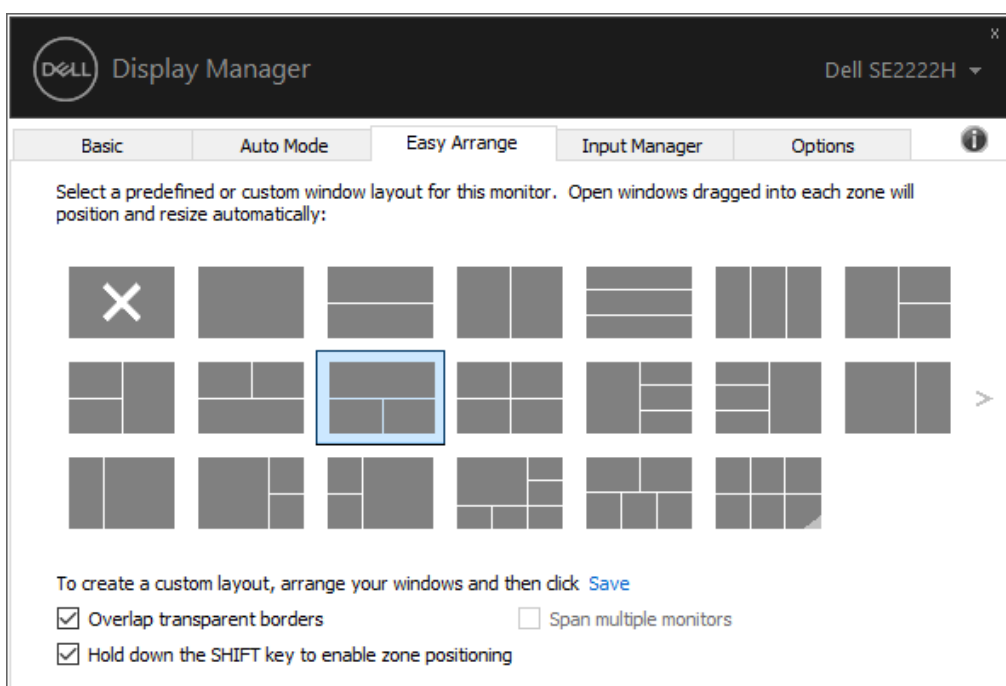 x
DELL Display Manager Dell SE2222H
Basic Auto Mode Easy Arrange Input Manager Options
Select a predefined or custom window layout for this monitor. Open windows dragged into each zone will
position and resize automatically:
>
To create a custom layout, arrange your windows and then click Save
Overlap transparent borders Span multiple monitors
Hold down the SHIFT key to enable zone positioning